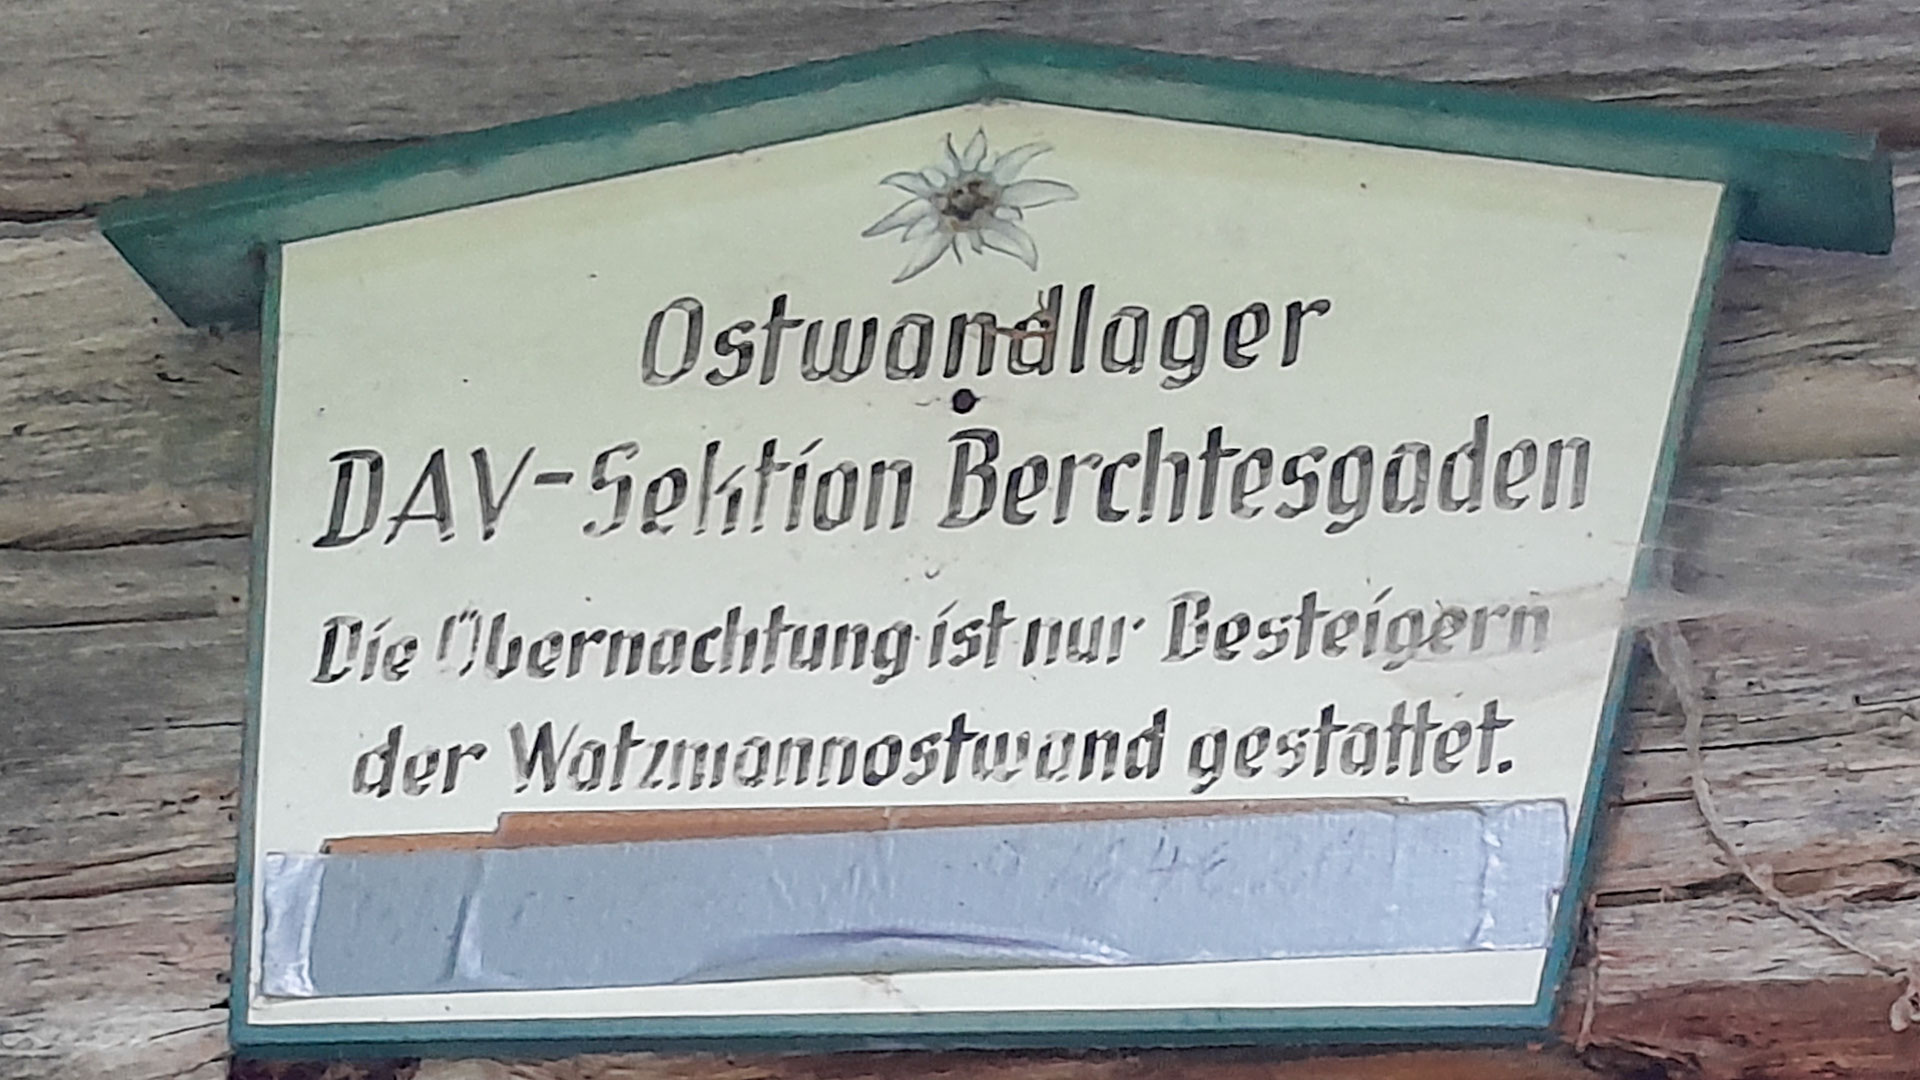 Ostwandlager
DAV-Sektion Berchtesgaden
Die Übernachtung ist nur Besteigern
der Watzmannostwand gestattet.